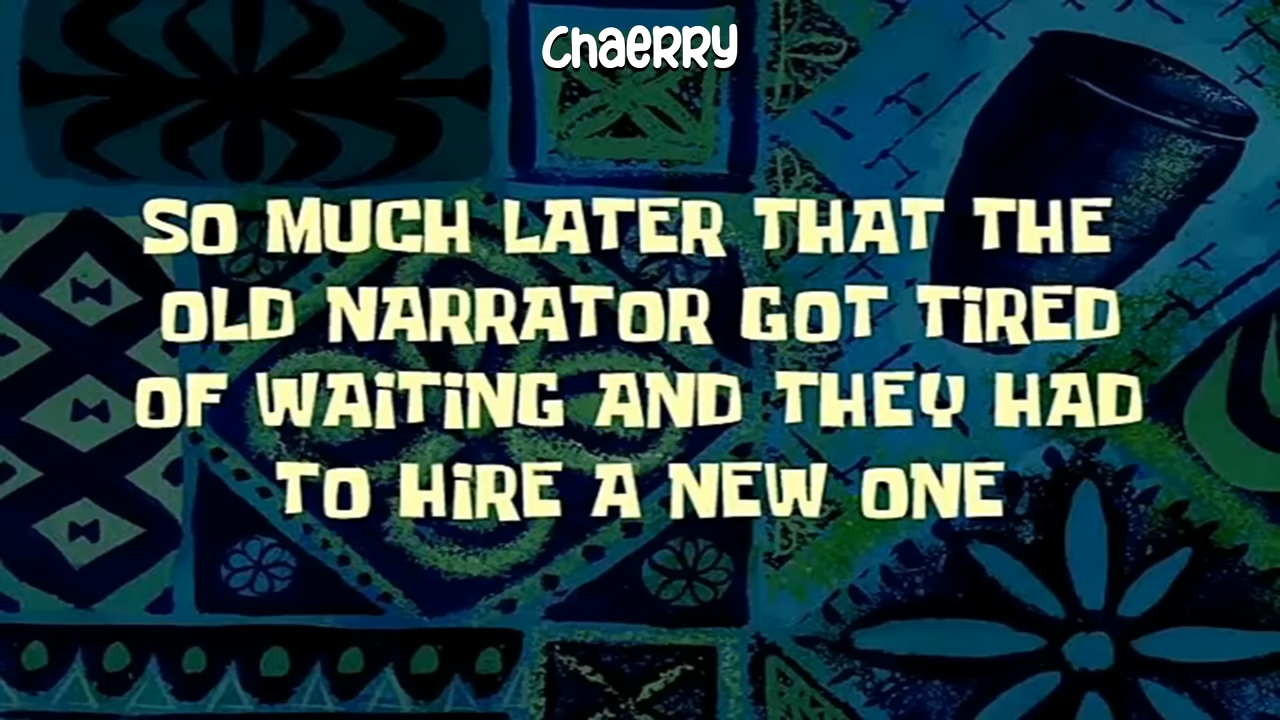 Chaerry
SO MUCH LATER THAT THE
OLD NARRATOR GOT TiRED
OF WAiTiNG AND THEY HAD
TO HiRE A NEW ONE